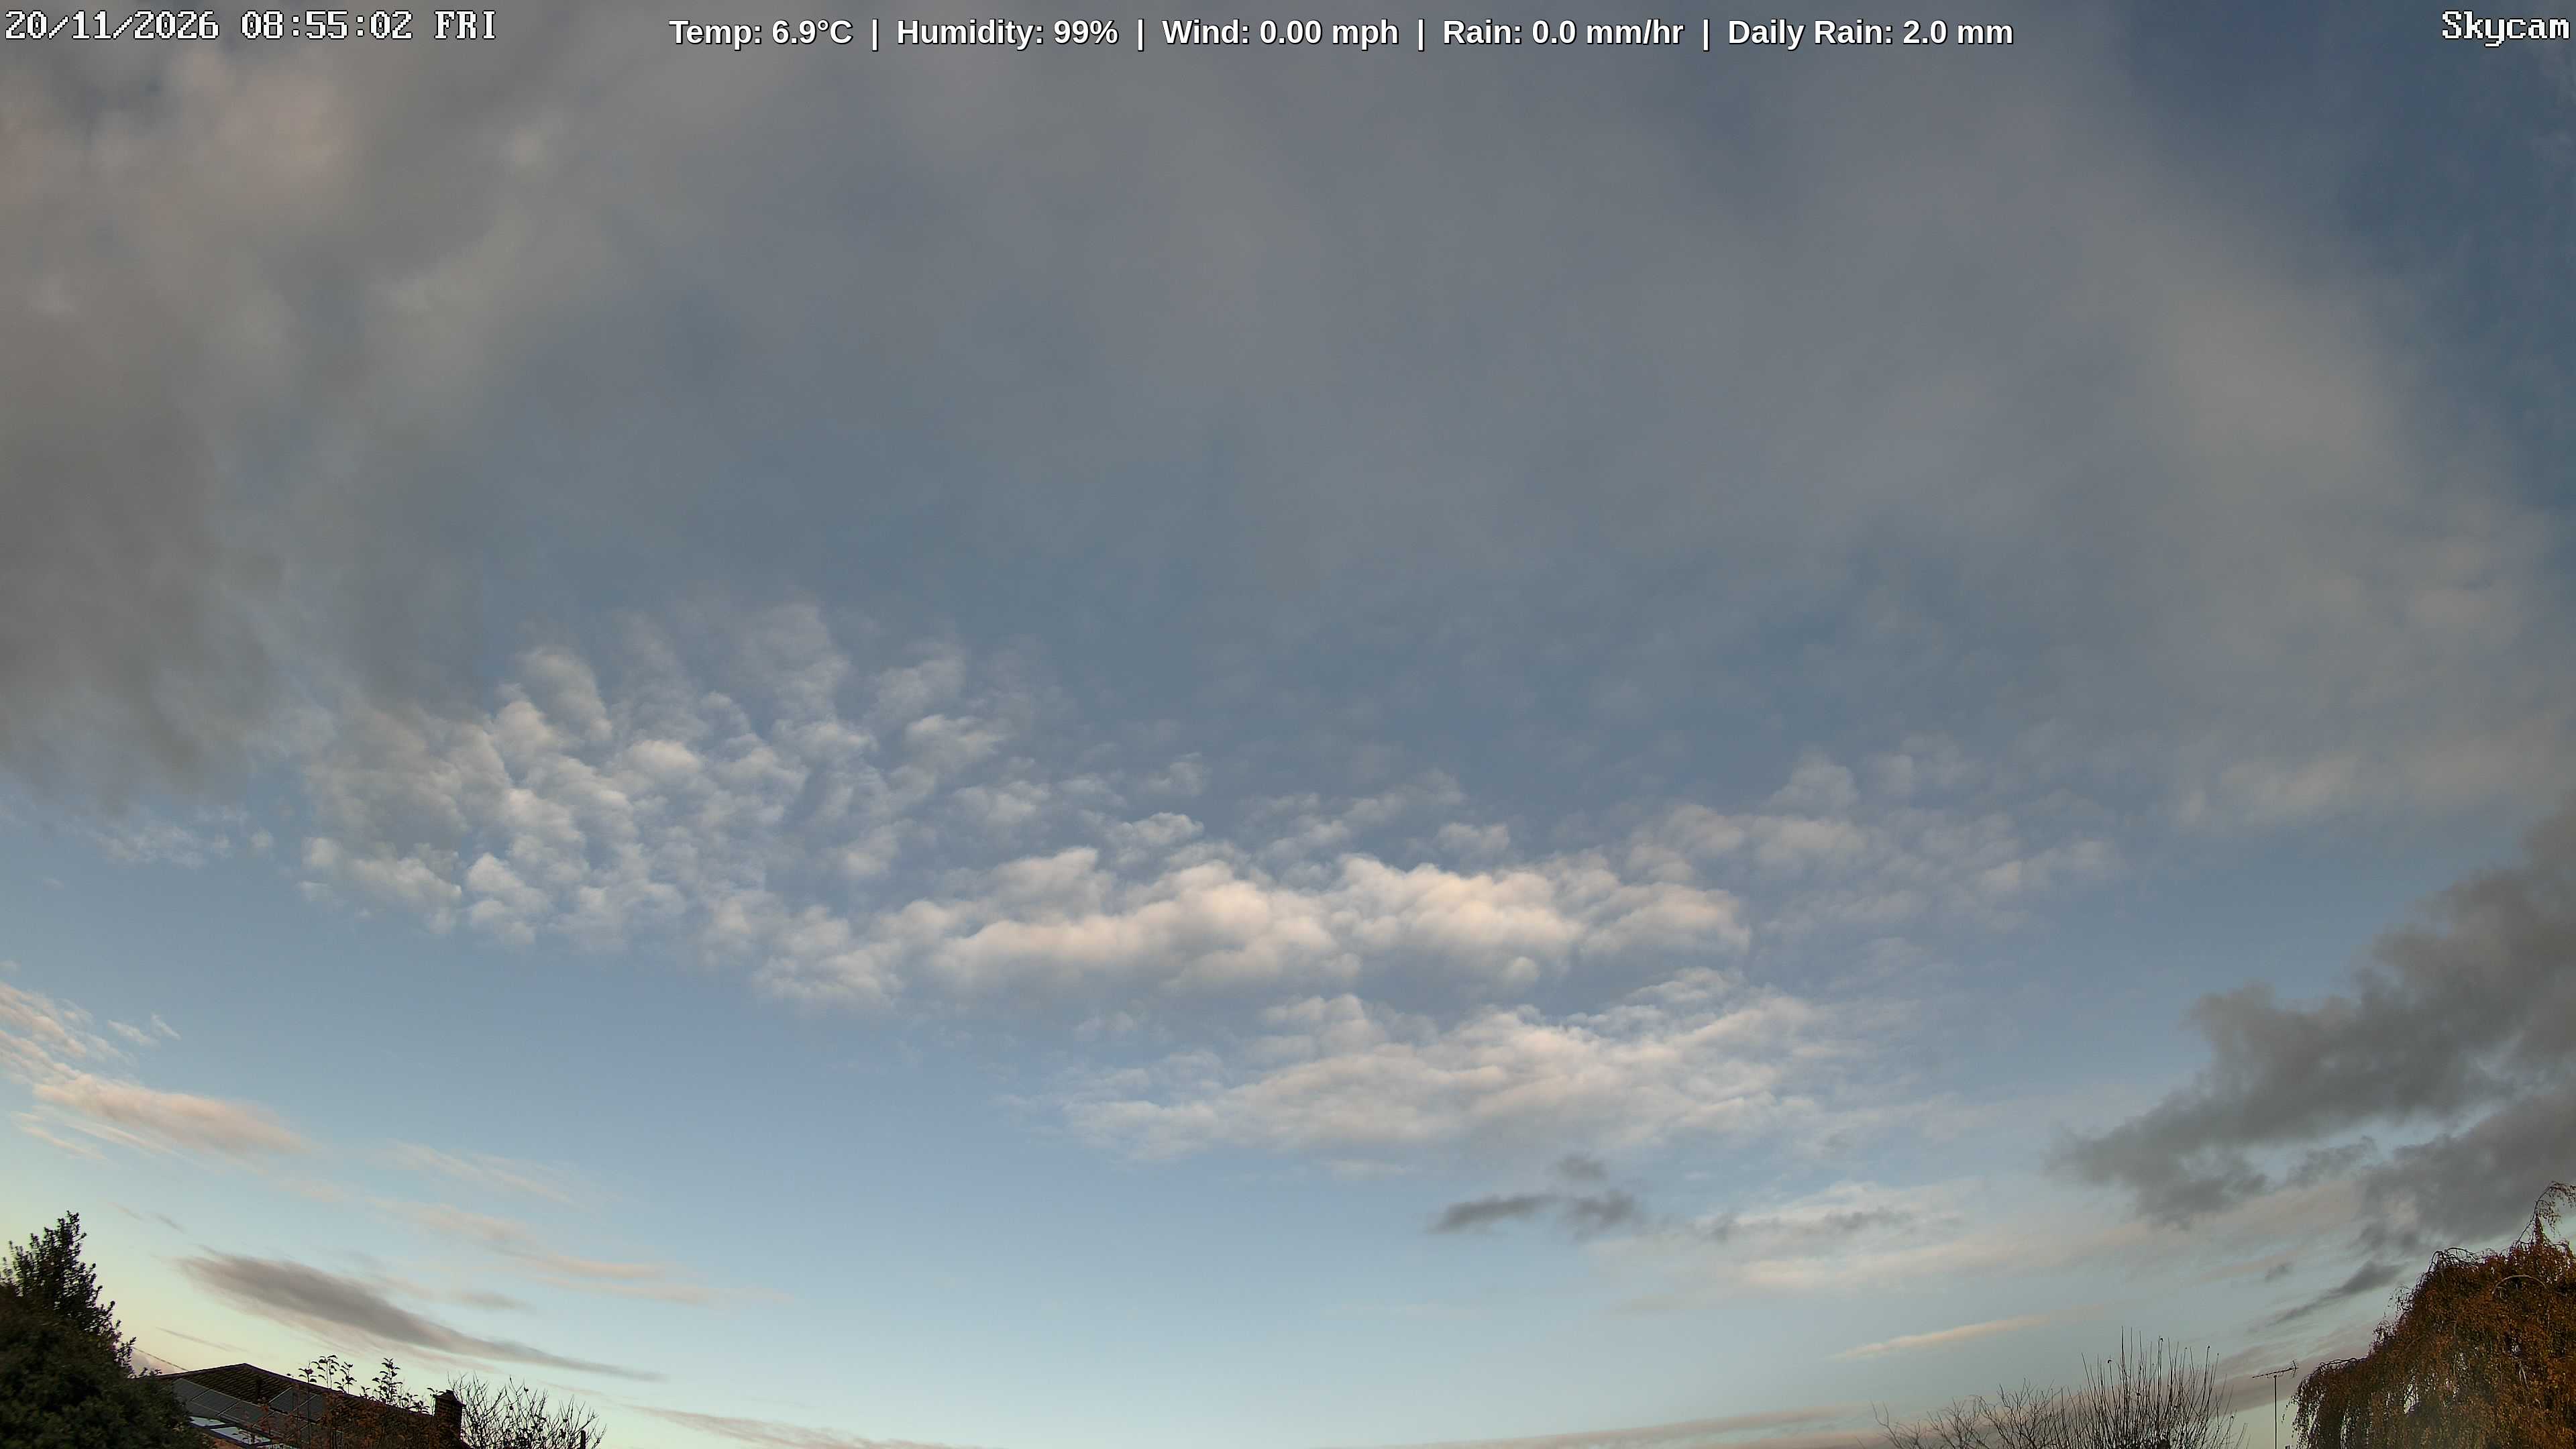 20/11/2026 08:55:02 FRI
Temp: 6.9°C | Humidity: 99% | Wind: 0.00 mph | Rain: 0.0 mm/hr | Daily Rain: 2.0 mm
Skycam